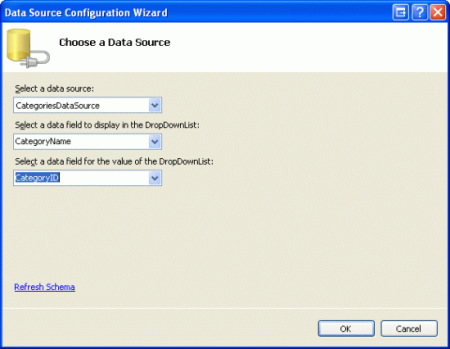 Data Source Configuration Wizard
Choose a Data Source
Select a data source:
CategoriesDataSource
Select a data field to display in the DropDownList:
CategoryName
Select a data field for the value of the DropDownList:
CategoryID
Refresh Schema
OK
Cancel